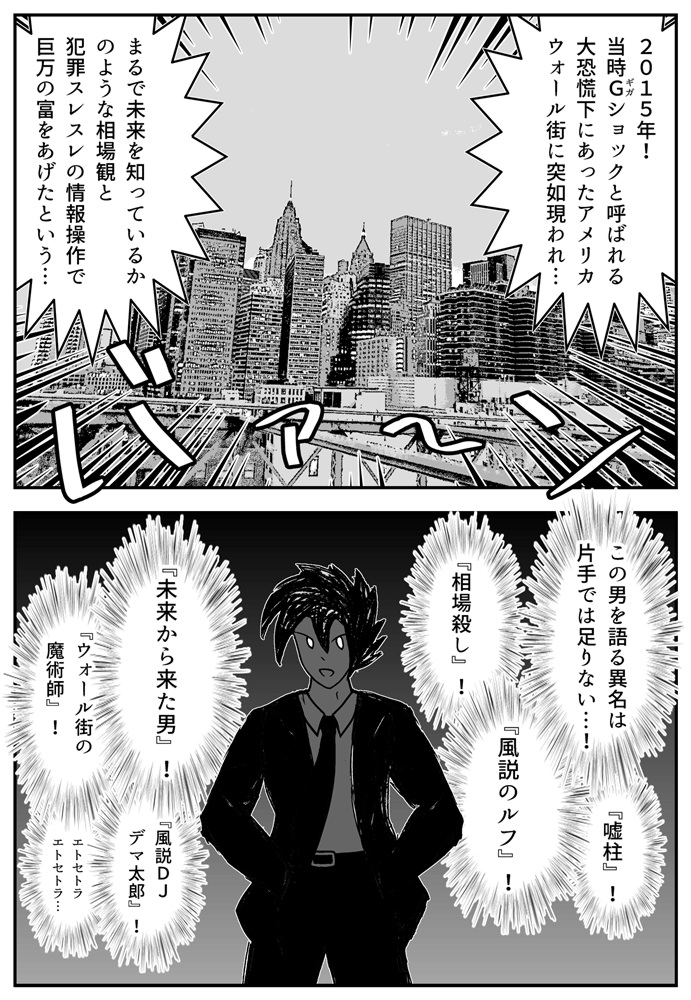 2015年!
当時Gショックと呼ばれる
ギガ
大恐慌下にあったアメリカ
ウォール街に突如現われ…
まるで未来を知っているか
のような相場観と
犯罪スレスレの情報操作で
巨万の富をあげたという…
ドジァ〜ン
この男を語る異名は
片手では足りない…!
『嘘柱』!
『相場殺し』!
『風説のルフ』!
『未来から来た男』!
『風説DJ
デマ太郎』!
『ウォール街の
魔術師』!
エトセトラ
エトセトラ…